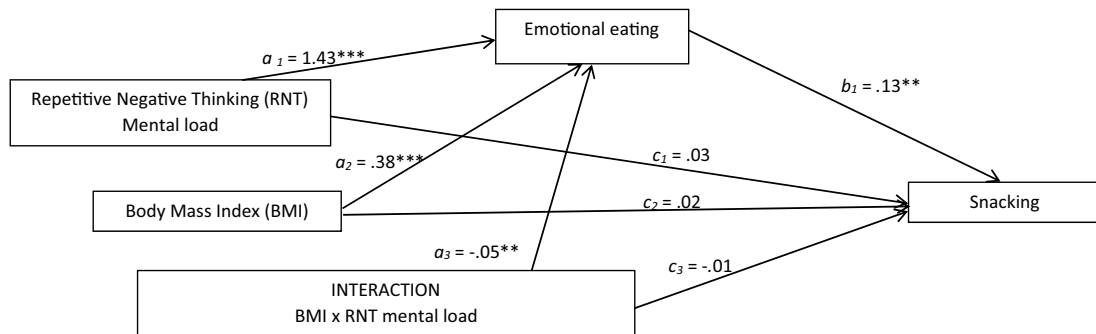 Emotional eating
a 1 = 1.43***
Repetitive Negative Thinking (RNT)
Mental load
b1 = .13**
a2 = .38***
c1 = .03
Body Mass Index (BMI)
c2 = .02
Snacking
a3 = -.05**
c3 = -.01
INTERACTION
BMI x RNT mental load